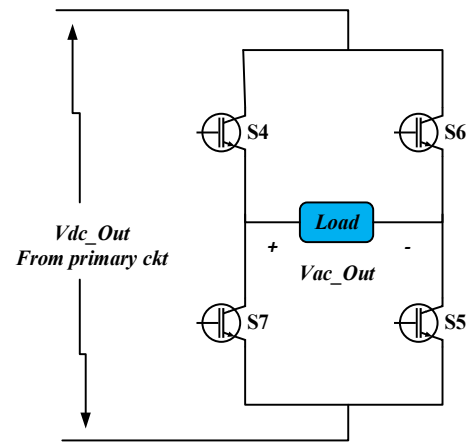 S4
S6
Load
Vdc_Out
From primary ckt
+
-
Vac_Out
S7
S5